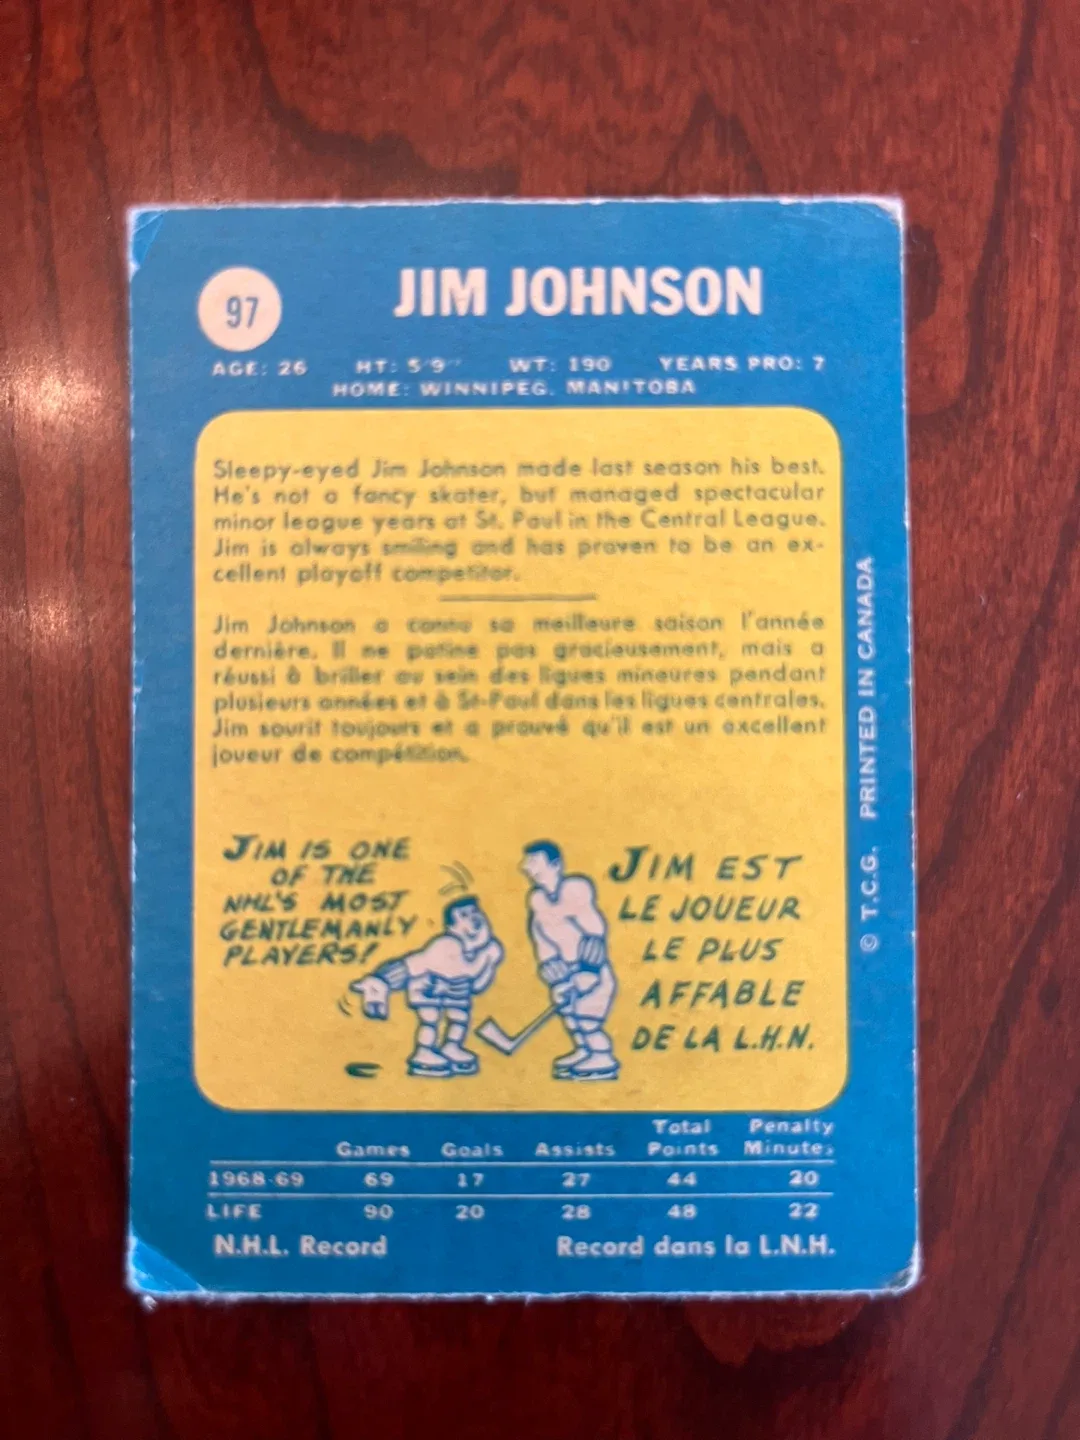 97
JIM JOHNSON
AGE: 26 HT: 5'9" WT: 190 YEARS PRO: 7
HOME: WINNIPEG, MANITOBA
Sleepy-eyed Jim Johnson made last season his best.
He's not a fancy skater, but managed spectacular
minor league years at St. Paul in the Central League.
Jim is always smiling and has proven to be an ex-
cellent playoff competitor.
Jim Johnson a connu sa meilleure saison l'année
dernière. Il ne patine pas gracieusement, mais a
réussi à briller au sein des ligues mineures pendant
plusieurs années et à St-Paul dans les ligues centrales.
Jim sourit toujours et a prouvé qu'il est un excellent
joueur de compétition.
JIM IS ONE
OF THE
NHL'S MOST
GENTLEMANLY
PLAYERS!
JIM EST
LE JOUEUR
LE PLUS
AFFABLE
DE LA L.H.N.
Games Goals Assists Total Points Penalty Minutes
1968-69 69 17 27 44 20
LIFE 90 20 28 48 22
N.H.L. Record Record dans la L.N.H.
© T.C.G. PRINTED IN CANADA